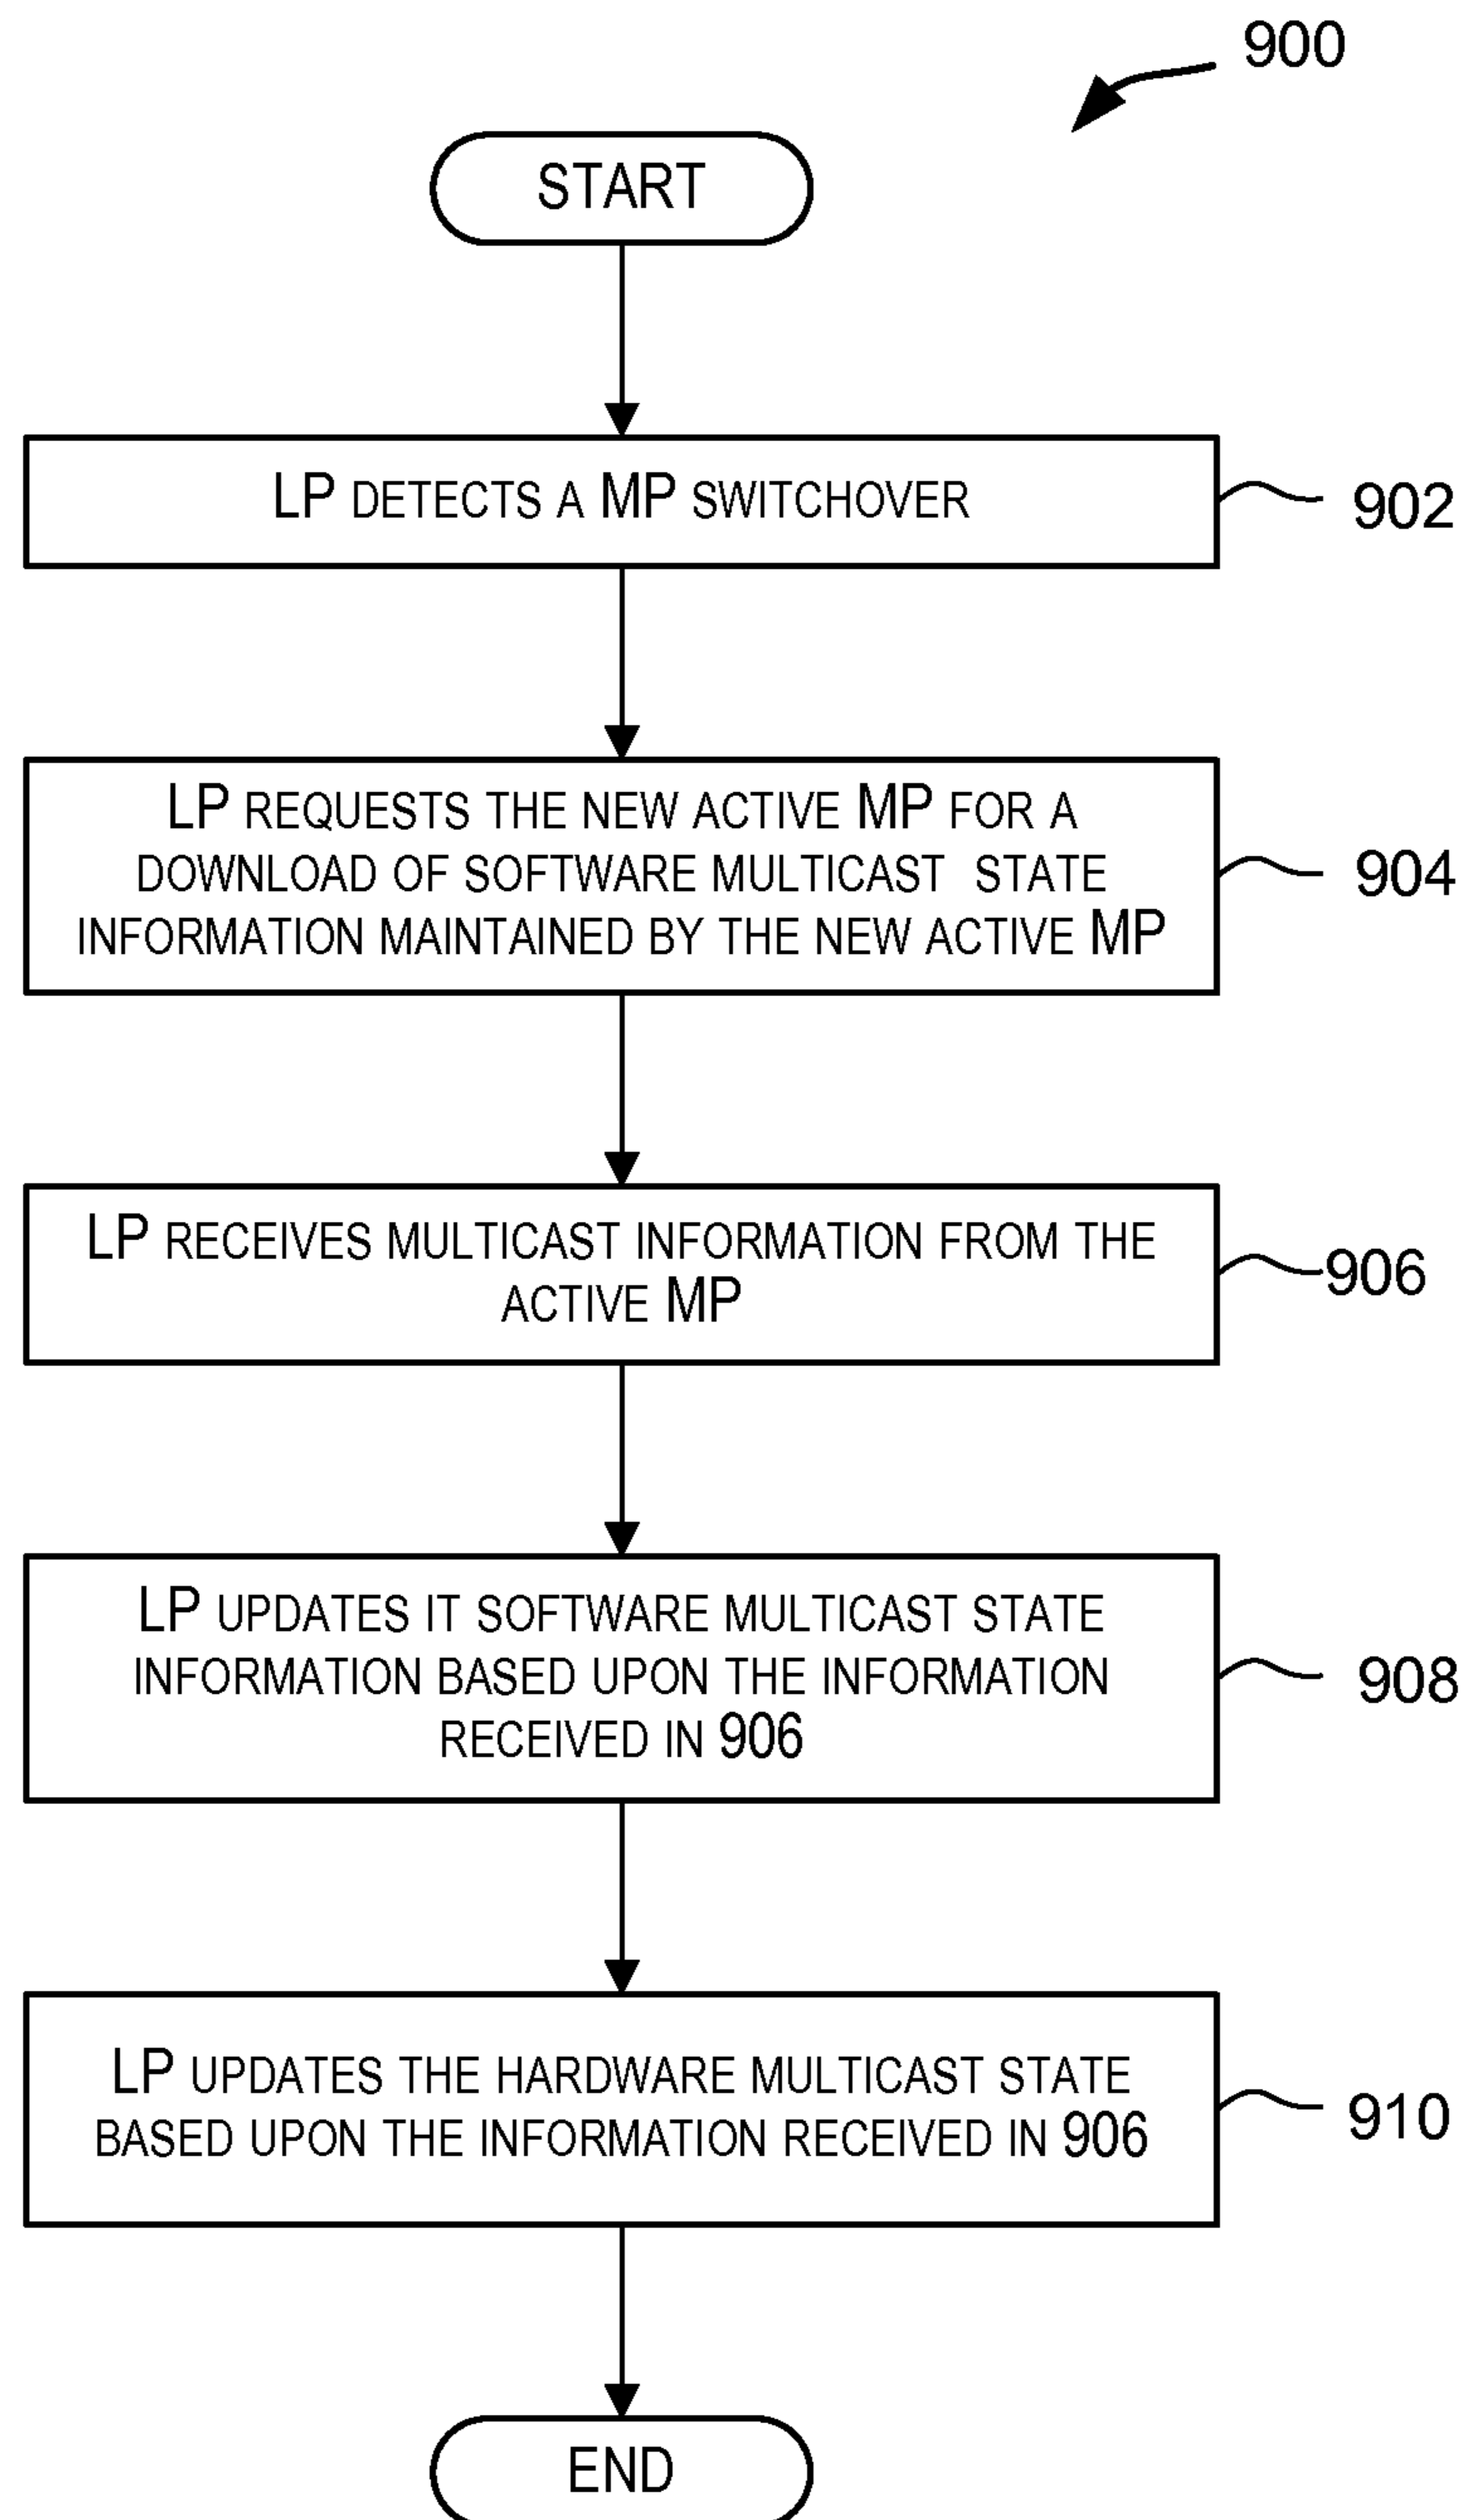 900
START
LP DETECTS A MP SWITCHOVER
902
LP REQUESTS THE NEW ACTIVE MP FOR A
DOWNLOAD OF SOFTWARE MULTICAST STATE
INFORMATION MAINTAINED BY THE NEW ACTIVE MP
904
LP RECEIVES MULTICAST INFORMATION FROM THE
ACTIVE MP
906
LP UPDATES IT SOFTWARE MULTICAST STATE
INFORMATION BASED UPON THE INFORMATION
RECEIVED IN 906
908
LP UPDATES THE HARDWARE MULTICAST STATE
BASED UPON THE INFORMATION RECEIVED IN 906
910
END